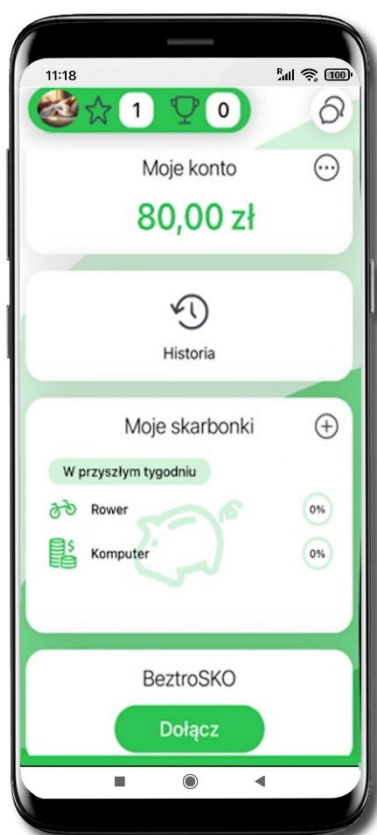 11:18
R
100
1
0
Moje konto
80,00 zł
Historia
Moje skarbonki
W przyszłym tygodniu
Rower
0%
$
Komputer
0%
BeztroSKO
Dołącz